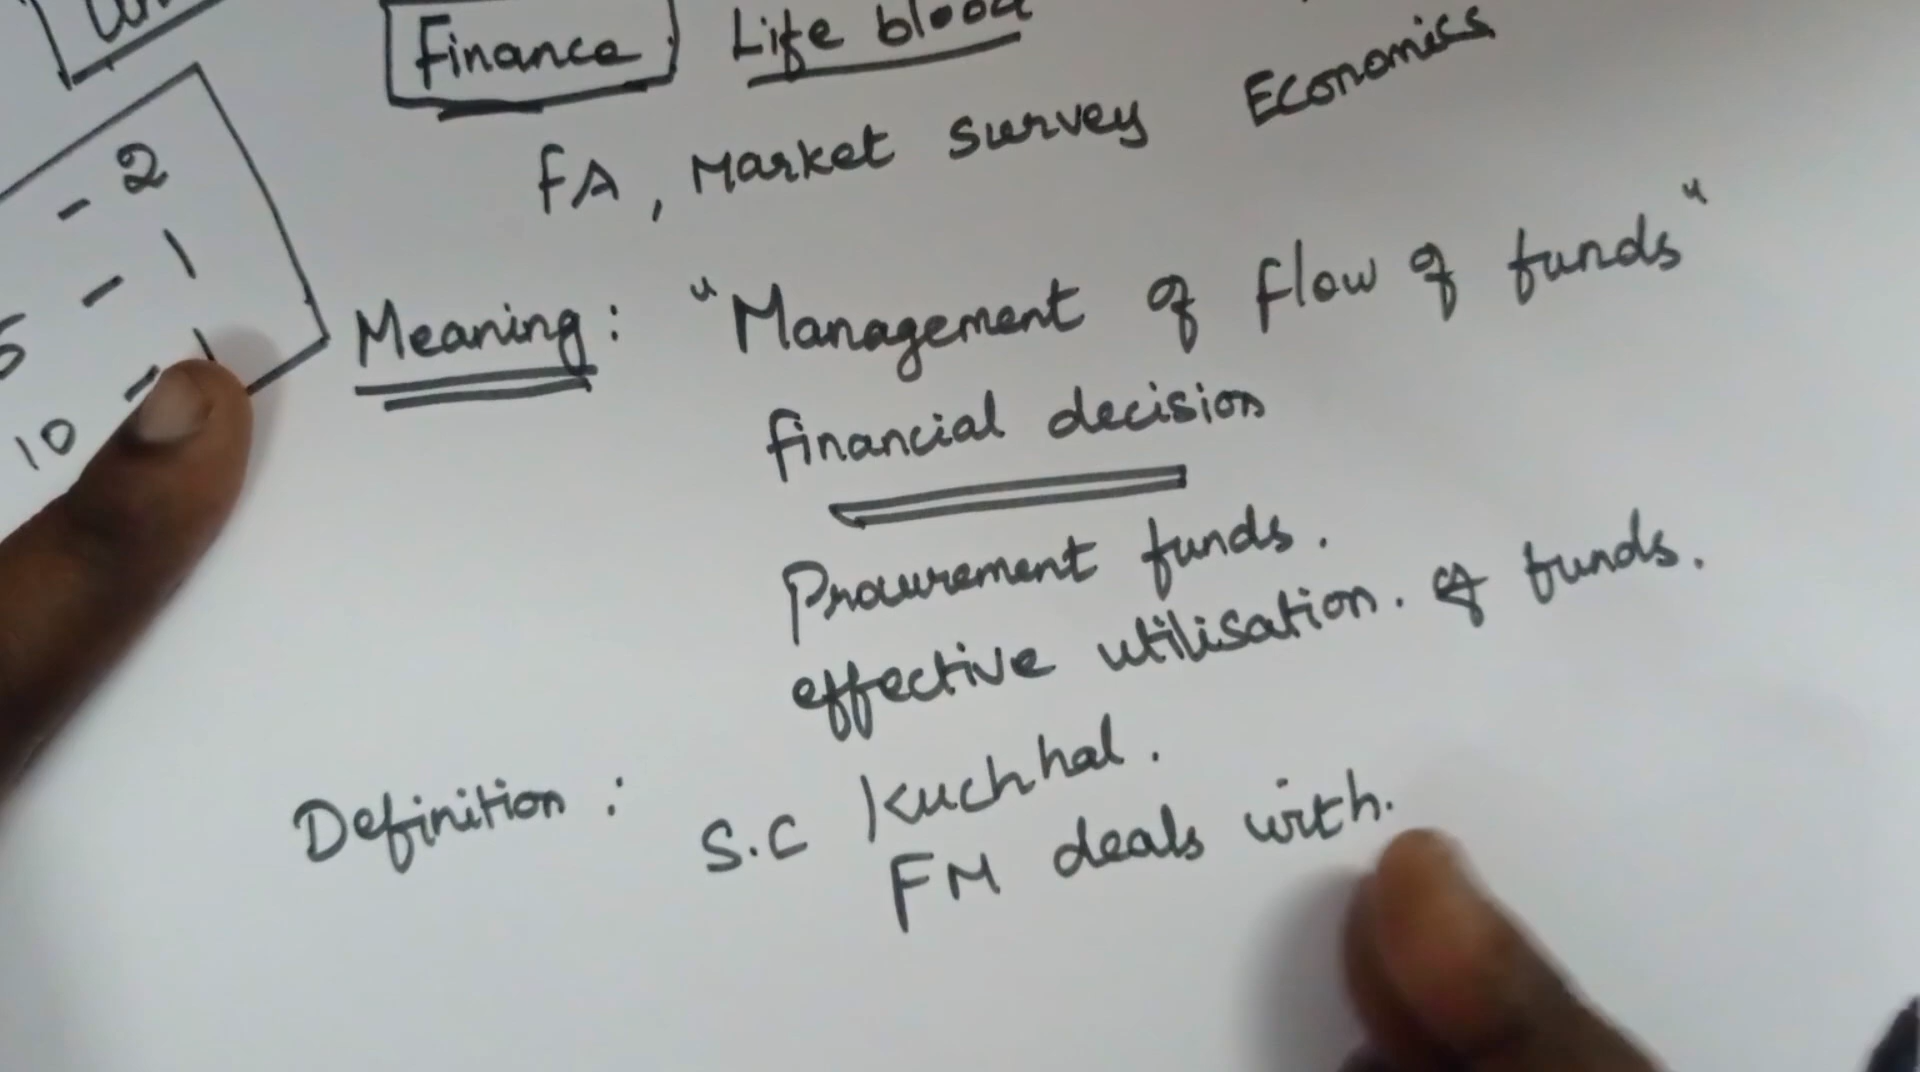 Finance Life blood
FA, Market survey Economics
- 2
- 1
5
10 - 1
Meaning: "Management of flow of funds"
financial decision
Procurement funds.
effective utilisation. of funds.
Definition: S.C Kuchhal.
FM deals with.